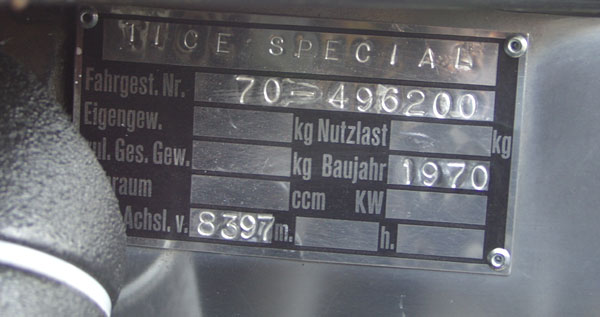 TICE SPECIAL
Fahrgest. Nr. 70-496200
Eigengew. kg Nutzlast kg
ul. Ges. Gew. kg Baujahr 1970
raum ccm KW
Achsl. v. 8397 m. h.